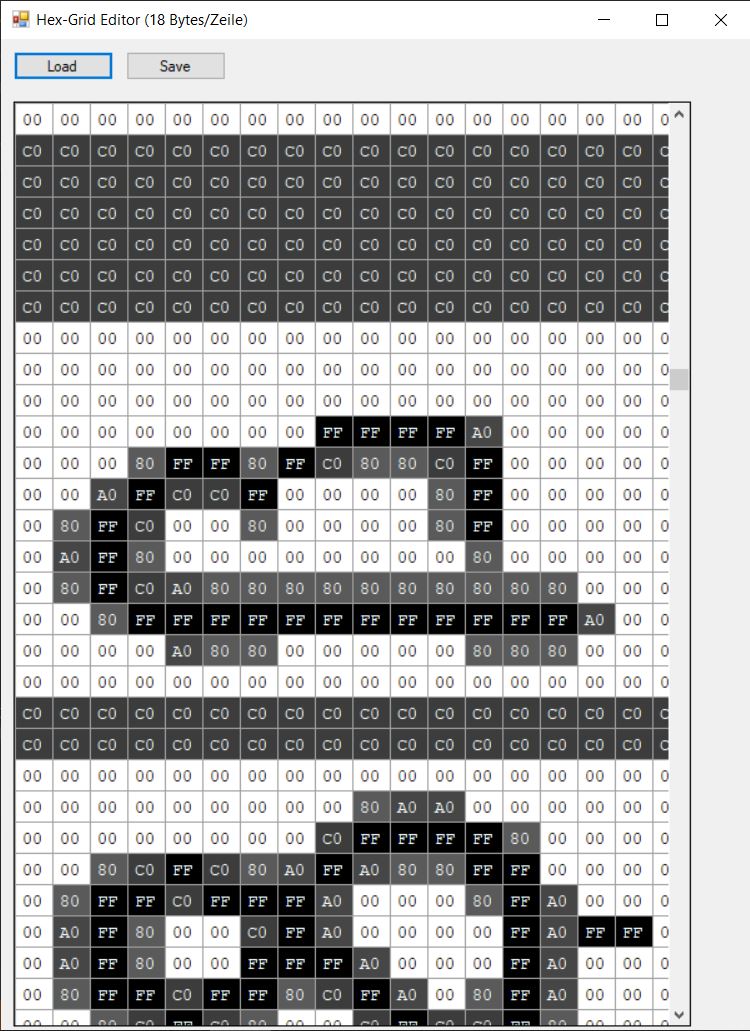 Hex-Grid Editor (18 Bytes/Zeile)
Load Save
00 00 00 00 00 00 00 00 00 00 00 00 00 00 00 00 00
C0 C0 C0 C0 C0 C0 C0 C0 C0 C0 C0 C0 C0 C0 C0 C0 C0
C0 C0 C0 C0 C0 C0 C0 C0 C0 C0 C0 C0 C0 C0 C0 C0 C0
C0 C0 C0 C0 C0 C0 C0 C0 C0 C0 C0 C0 C0 C0 C0 C0 C0
C0 C0 C0 C0 C0 C0 C0 C0 C0 C0 C0 C0 C0 C0 C0 C0 C0
C0 C0 C0 C0 C0 C0 C0 C0 C0 C0 C0 C0 C0 C0 C0 C0 C0
C0 C0 C0 C0 C0 C0 C0 C0 C0 C0 C0 C0 C0 C0 C0 C0 C0
00 00 00 00 00 00 00 00 00 00 00 00 00 00 00 00 00
00 00 00 00 00 00 00 00 00 00 00 00 00 00 00 00 00
00 00 00 00 00 00 00 00 00 00 00 00 00 00 00 00 00
00 00 00 00 00 00 00 00 FF FF FF FF A0 00 00 00 00
00 00 00 80 FF FF 80 FF C0 80 80 C0 FF 00 00 00 00
00 00 A0 FF C0 C0 FF 00 00 00 00 80 FF 00 00 00 00
00 80 FF C0 00 00 80 00 00 00 00 80 FF 00 00 00 00
00 A0 FF 80 00 00 00 00 00 00 00 00 80 00 00 00 00
00 80 FF C0 A0 80 80 80 80 80 80 80 80 80 80 00 00
00 00 80 FF FF FF FF FF FF FF FF FF FF FF FF A0 00
00 00 00 00 A0 80 80 00 00 00 00 00 80 80 80 00 00
00 00 00 00 00 00 00 00 00 00 00 00 00 00 00 00 00
C0 C0 C0 C0 C0 C0 C0 C0 C0 C0 C0 C0 C0 C0 C0 C0 C0
C0 C0 C0 C0 C0 C0 C0 C0 C0 C0 C0 C0 C0 C0 C0 C0 C0
00 00 00 00 00 00 00 00 00 00 00 00 00 00 00 00 00
00 00 00 00 00 00 00 00 00 80 A0 A0 00 00 00 00 00
00 00 00 00 00 00 00 00 C0 FF FF FF FF 80 00 00 00
00 00 80 C0 FF C0 80 A0 FF A0 80 80 FF FF 00 00 00
00 80 FF FF C0 FF FF FF A0 00 00 00 80 FF A0 00 00
00 A0 FF 80 00 00 C0 FF A0 00 00 00 00 FF A0 FF FF
00 A0 FF 80 00 00 FF FF FF A0 00 00 00 FF A0 00 00
00 80 FF FF C0 FF FF 80 C0 FF A0 00 80 FF A0 00 00